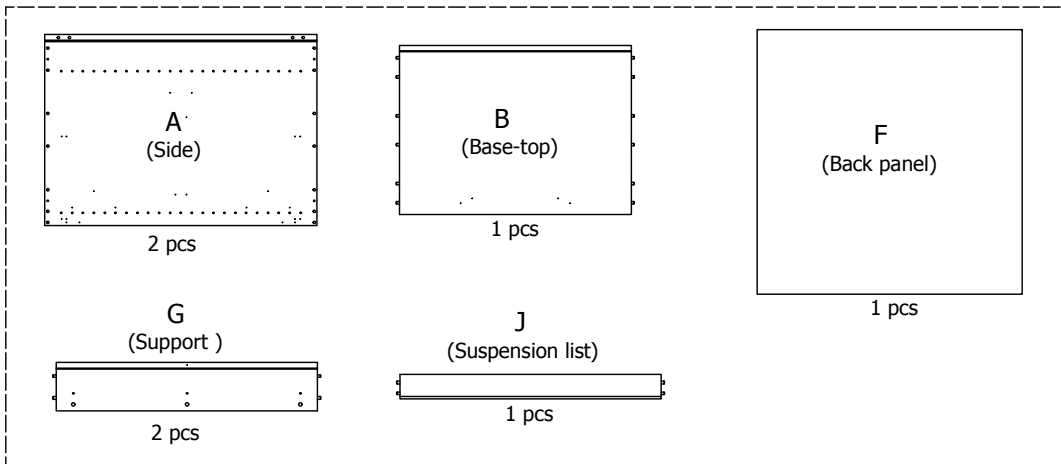 A
(Side)
2 pcs
B
(Base-top)
1 pcs
F
(Back panel)
1 pcs
G
(Support )
2 pcs
J
(Suspension list)
1 pcs